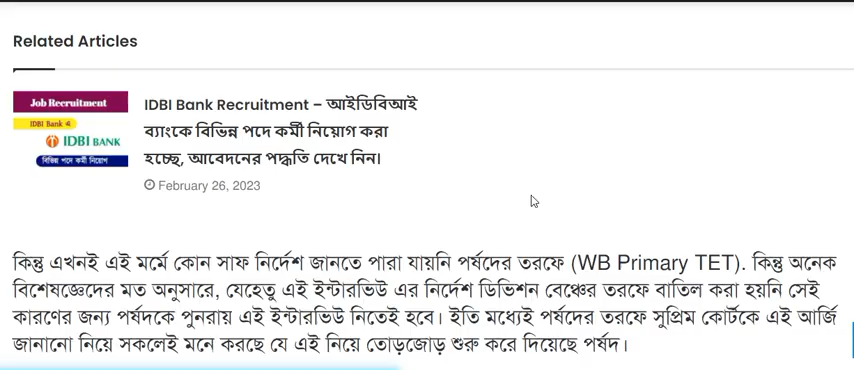 Related Articles
Job Recruitment
IDBI Bank এ
IDBI BANK
বিভিন্ন পদে কর্মী নিয়োগ
IDBI Bank Recruitment – আইডিবিআই
ব্যাংকে বিভিন্ন পদে কর্মী নিয়োগ করা
হচ্ছে, আবেদনের পদ্ধতি দেখে নিন।
February 26, 2023
কিন্তু এখনই এই মর্মে কোন সাফ নির্দেশ জানতে পারা যায়নি পর্ষদের তরফে (WB Primary TET). কিন্তু অনেক
বিশেষজ্ঞেদের মত অনুসারে, যেহেতু এই ইন্টারভিউ এর নির্দেশ ডিভিশন বেঞ্চের তরফে বাতিল করা হয়নি সেই
কারণের জন্য পর্ষদকে পুনরায় এই ইন্টারভিউ নিতেই হবে। ইতি মধ্যেই পর্ষদের তরফে সুপ্রিম কোর্টকে এই আর্জি
জানানো নিয়ে সকলেই মনে করছে যে এই নিয়ে তোড়জোড় শুরু করে দিয়েছে পর্ষদ।